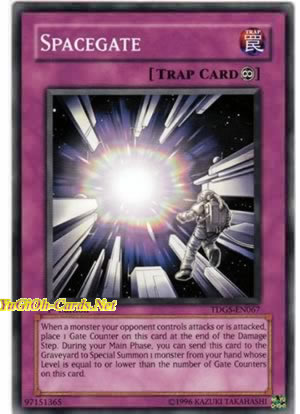 SPACEGATE
TRAP
罠
[TRAP CARD
]
YuGiOh-Cards.Net
TDGS-EN067
When a monster your opponent controls attacks or is attacked,
place 1 Gate Counter on this card at the end of the Damage
Step. During your Main Phase, you can send this card to the
Graveyard to Special Summon 1 monster from your hand whose
Level is equal to or lower than the number of Gate Counters
on this card.
97151365
©1996 KAZUKI TAKAHASHI